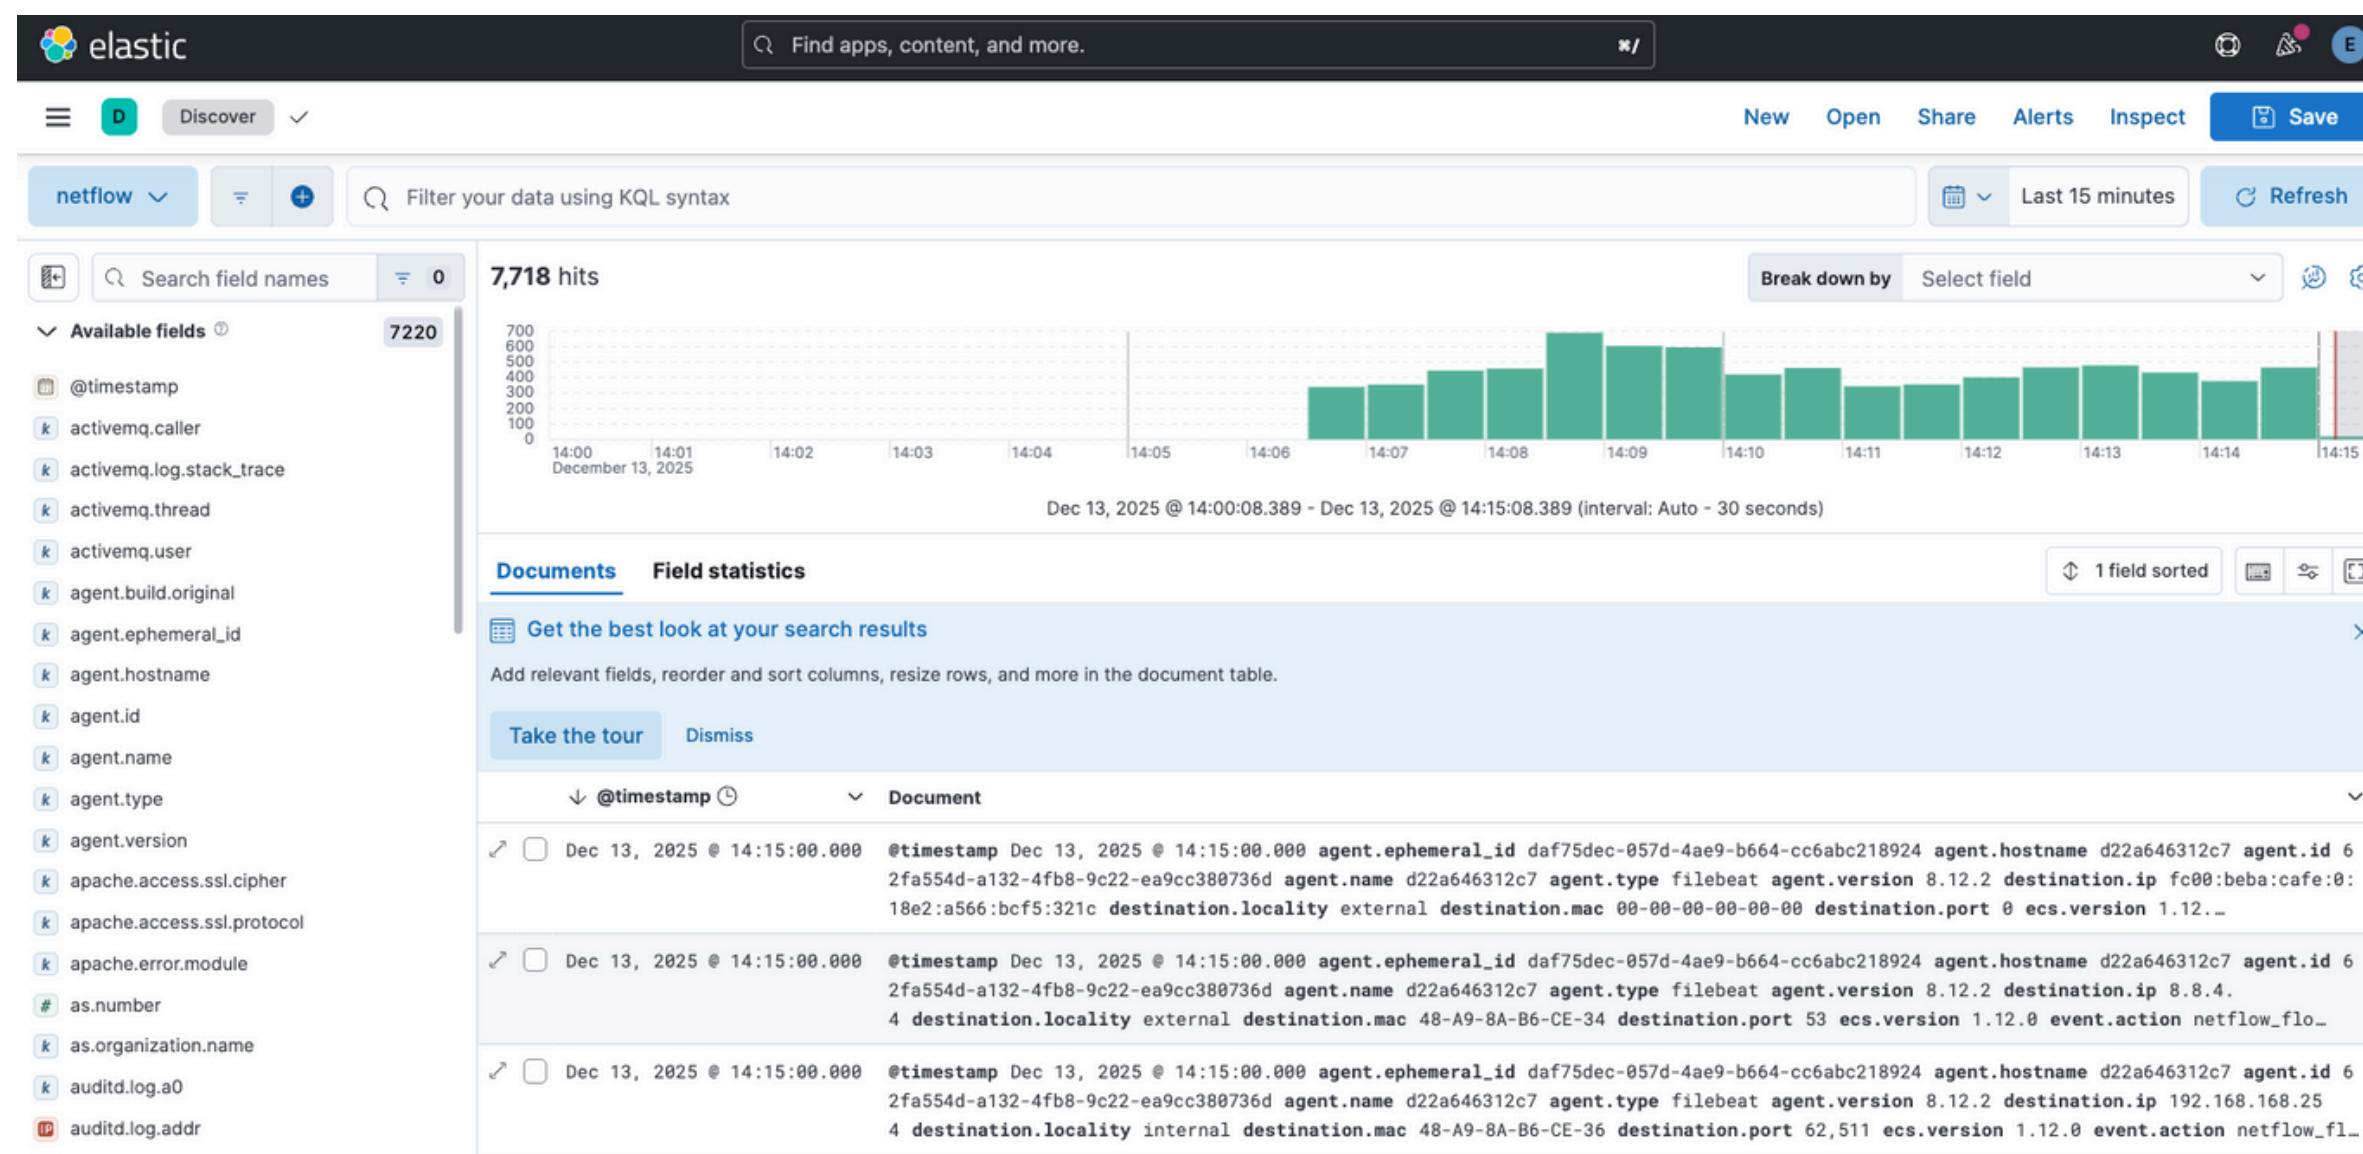 elastic
Find apps, content, and more.
⌘/
E
D
Discover
New
Open
Share
Alerts
Inspect
Save
netflow
Filter your data using KQL syntax
Last 15 minutes
Refresh
Search field names
0
7,718 hits
Break down by
Select field
Available fields
7220
@timestamp
activemq.caller
activemq.log.stack_trace
activemq.thread
activemq.user
agent.build.original
agent.ephemeral_id
agent.hostname
agent.id
agent.name
agent.type
agent.version
apache.access.ssl.cipher
apache.access.ssl.protocol
apache.error.module
as.number
as.organization.name
auditd.log.a0
auditd.log.addr
700
600
500
400
300
200
100
0
14:00
14:01
14:02
14:03
14:04
14:05
14:06
14:07
14:08
14:09
14:10
14:11
14:12
14:13
14:14
14:15
December 13, 2025
Dec 13, 2025 @ 14:00:08.389 - Dec 13, 2025 @ 14:15:08.389 (interval: Auto - 30 seconds)
Documents
Field statistics
1 field sorted
Get the best look at your search results
Add relevant fields, reorder and sort columns, resize rows, and more in the document table.
Take the tour
Dismiss
@timestamp
Document
Dec 13, 2025 @ 14:15:00.000
@timestamp Dec 13, 2025 @ 14:15:00.000 agent.ephemeral_id daf75dec-057d-4ae9-b664-cc6abc218924 agent.hostname d22a646312c7 agent.id 6
2fa554d-a132-4fb8-9c22-ea9cc380736d agent.name d22a646312c7 agent.type filebeat agent.version 8.12.2 destination.ip fc00:beba:cafe:0:
18e2:a566:bcf5:321c destination.locality external destination.mac 00-00-00-00-00-00 destination.port 0 ecs.version 1.12.…
Dec 13, 2025 @ 14:15:00.000
@timestamp Dec 13, 2025 @ 14:15:00.000 agent.ephemeral_id daf75dec-057d-4ae9-b664-cc6abc218924 agent.hostname d22a646312c7 agent.id 6
2fa554d-a132-4fb8-9c22-ea9cc380736d agent.name d22a646312c7 agent.type filebeat agent.version 8.12.2 destination.ip 8.8.4.
4 destination.locality external destination.mac 48-A9-8A-B6-CE-34 destination.port 53 ecs.version 1.12.0 event.action netflow_flo…
Dec 13, 2025 @ 14:15:00.000
@timestamp Dec 13, 2025 @ 14:15:00.000 agent.ephemeral_id daf75dec-057d-4ae9-b664-cc6abc218924 agent.hostname d22a646312c7 agent.id 6
2fa554d-a132-4fb8-9c22-ea9cc380736d agent.name d22a646312c7 agent.type filebeat agent.version 8.12.2 destination.ip 192.168.168.25
4 destination.locality internal destination.mac 48-A9-8A-B6-CE-36 destination.port 62,511 ecs.version 1.12.0 event.action netflow_fl…